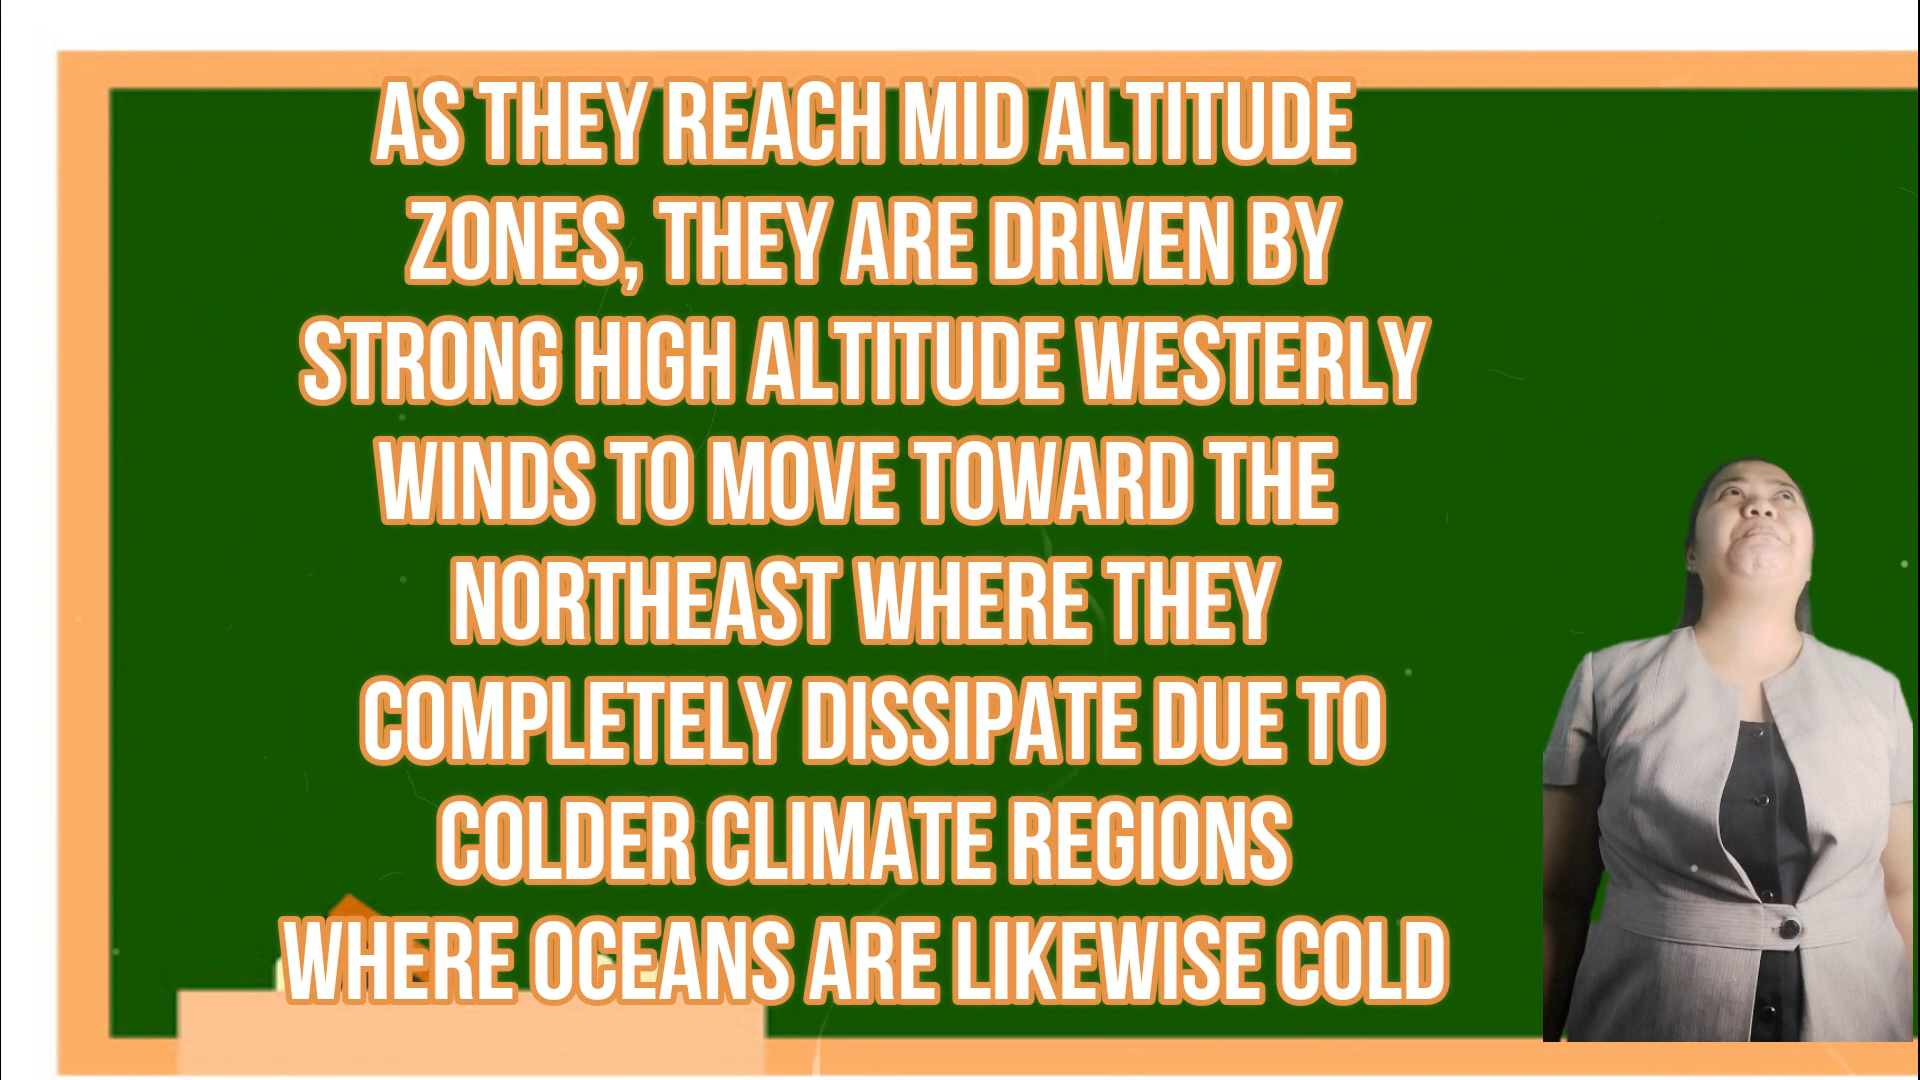 AS THEY REACH MID ALTITUDE
ZONES, THEY ARE DRIVEN BY
STRONG HIGH ALTITUDE WESTERLY
WINDS TO MOVE TOWARD THE
NORTHEAST WHERE THEY
COMPLETELY DISSIPATE DUE TO
COLDER CLIMATE REGIONS
WHERE OCEANS ARE LIKEWISE COLD